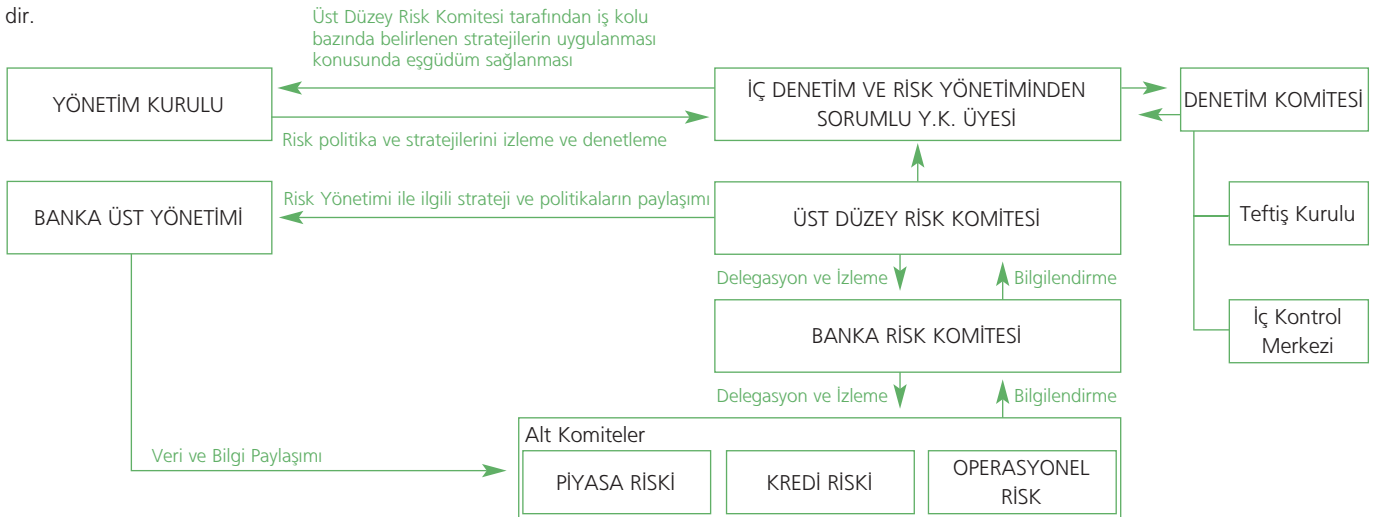 dir.
Üst Düzey Risk Komitesi tarafından iş kolu
bazında belirlenen stratejilerin uygulanması
konusunda eşgüdüm sağlanması
YÖNETİM KURULU
İÇ DENETİM VE RİSK YÖNETİMİNDEN
SORUMLU Y.K. ÜYESİ
DENETİM KOMİTESİ
Risk politika ve stratejilerini izleme ve denetleme
BANKA ÜST YÖNETİMİ
Risk Yönetimi ile ilgili strateji ve politikaların paylaşımı
ÜST DÜZEY RİSK KOMİTESİ
Teftiş Kurulu
Delegasyon ve İzleme
Bilgilendirme
BANKA RİSK KOMİTESİ
İç Kontrol
Merkezi
Delegasyon ve İzleme
Bilgilendirme
Alt Komiteler
Veri ve Bilgi Paylaşımı
PİYASA RİSKİ
KREDİ RİSKİ
OPERASYONEL
RİSK